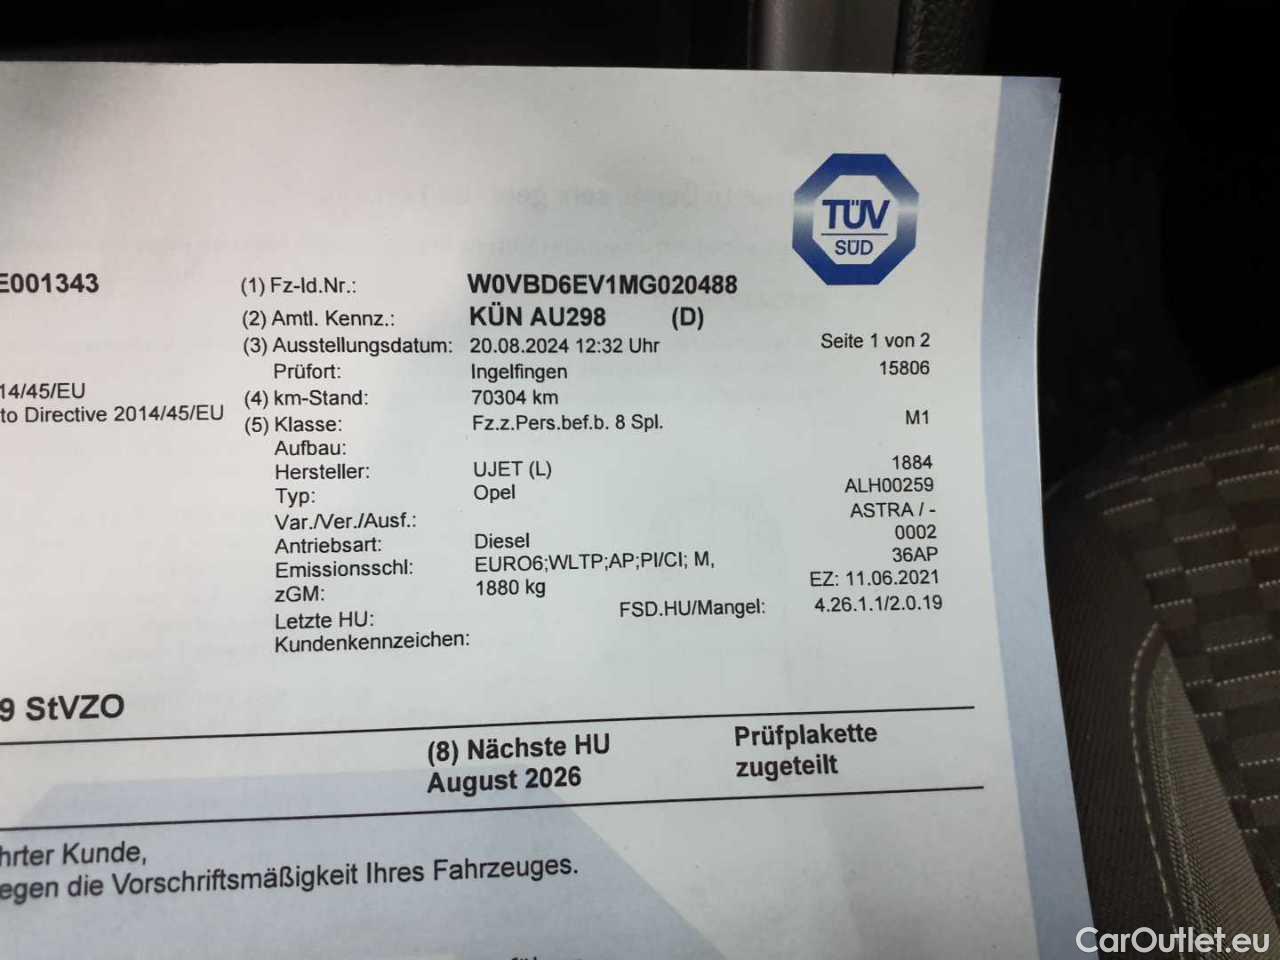 TÜV
SÜD
E001343
(1) Fz-Id.Nr.: W0VBD6EV1MG020488
(2) Amtl. Kennz.: KÜN AU298 (D)
(3) Ausstellungsdatum: 20.08.2024 12:32 Uhr Seite 1 von 2
Prüfort: Ingelfingen 15806
14/45/EU
(4) km-Stand: 70304 km
to Directive 2014/45/EU
(5) Klasse: Fz.z.Pers.bef.b. 8 Spl. M1
Aufbau:
Hersteller: UJET (L) 1884
Typ: Opel ALH00259
Var./Ver./Ausf.: ASTRA / -
Antriebsart: Diesel 0002
Emissionsschl: EURO6;WLTP;AP;PI/CI; M, 36AP
zGM: 1880 kg EZ: 11.06.2021
Letzte HU: FSD.HU/Mangel: 4.26.1.1/2.0.19
Kundenkennzeichen:
9 StVZO
(8) Nächste HU Prüfplakette
August 2026 zugeteilt
hrter Kunde,
egen die Vorschriftsmäßigkeit Ihres Fahrzeuges.
CarOutlet.eu